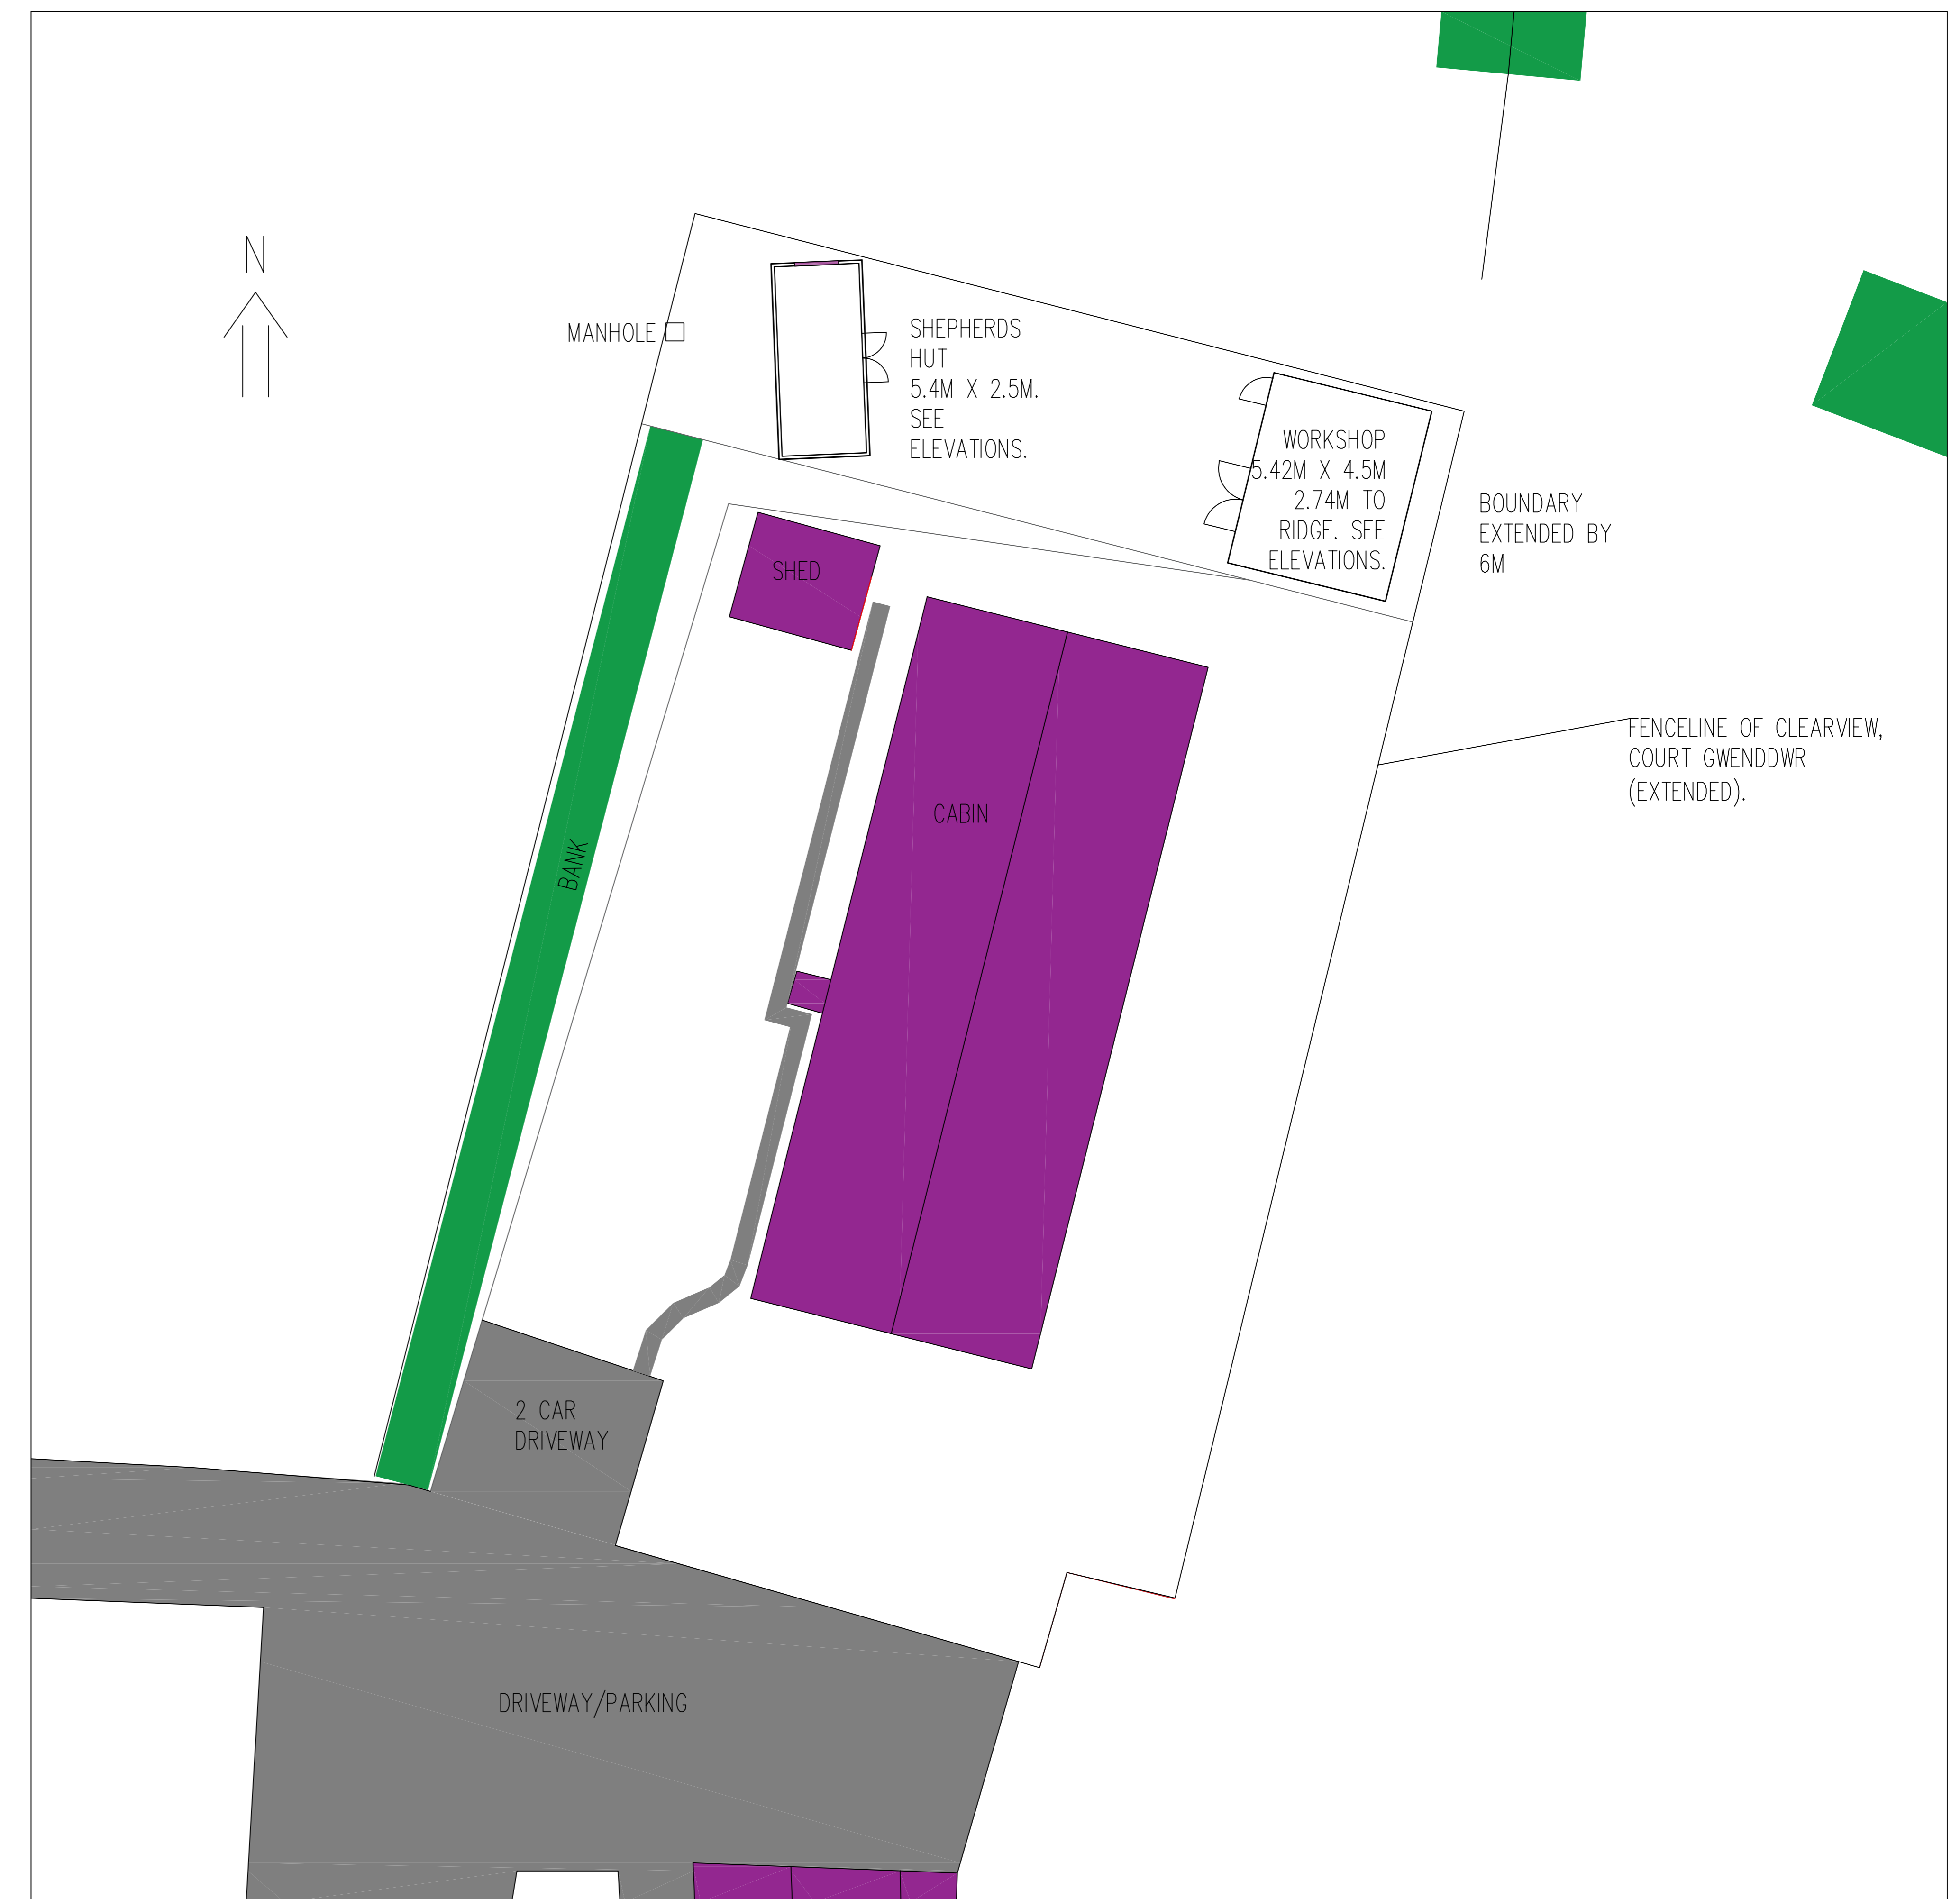 N
MANHOLE
SHEPHERDS
HUT
5.4M X 2.5M.
SEE
ELEVATIONS.
WORKSHOP
5.42M X 4.5M
2.74M TO
RIDGE. SEE
ELEVATIONS.
BOUNDARY
EXTENDED BY
6M
SHED
FENCELINE OF CLEARVIEW,
COURT GWENDDWR
(EXTENDED).
CABIN
BANK
2 CAR
DRIVEWAY
DRIVEWAY/PARKING